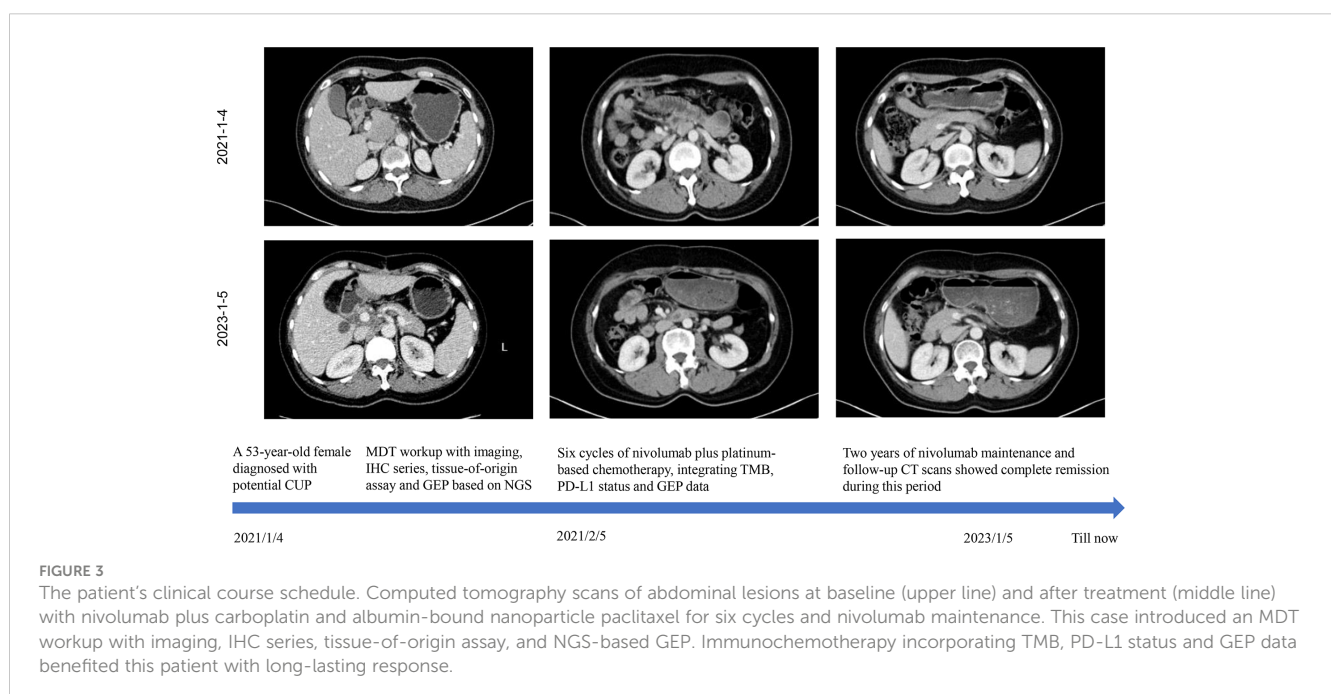 2021-1-4
2023-1-5
L
A 53-year-old female
diagnosed with
potential CUP
MDT workup with imaging,
IHC series, tissue-of-origin
assay and GEP based on NGS
Six cycles of nivolumab plus platinum-
based chemotherapy, integrating TMB,
PD-L1 status and GEP data
Two years of nivolumab maintenance and
follow-up CT scans showed complete remission
during this period
2021/1/4
2021/2/5
2023/1/5
Till now
FIGURE 3
The patient's clinical course schedule. Computed tomography scans of abdominal lesions at baseline (upper line) and after treatment (middle line)
with nivolumab plus carboplatin and albumin-bound nanoparticle paclitaxel for six cycles and nivolumab maintenance. This case introduced an MDT
workup with imaging, IHC series, tissue-of-origin assay, and NGS-based GEP. Immunochemotherapy incorporating TMB, PD-L1 status and GEP data
benefited this patient with long-lasting response.